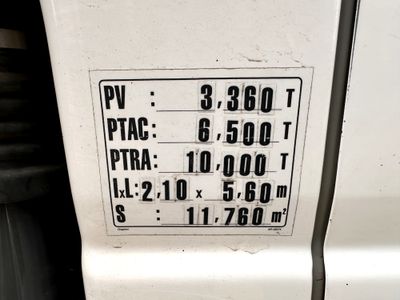 PV : 3,360 T
PTAC: 6,500 T
PTRA: 10,000 T
lxL: 2,10 x 5,60 m
S : 11,760 m²